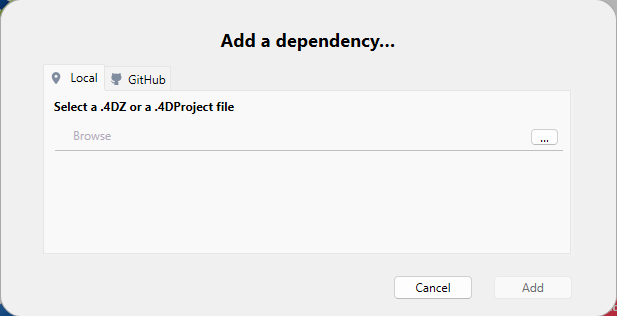 Add a dependency...
Local
GitHub
Select a .4DZ or a .4DProject file
Browse
...
Cancel
Add